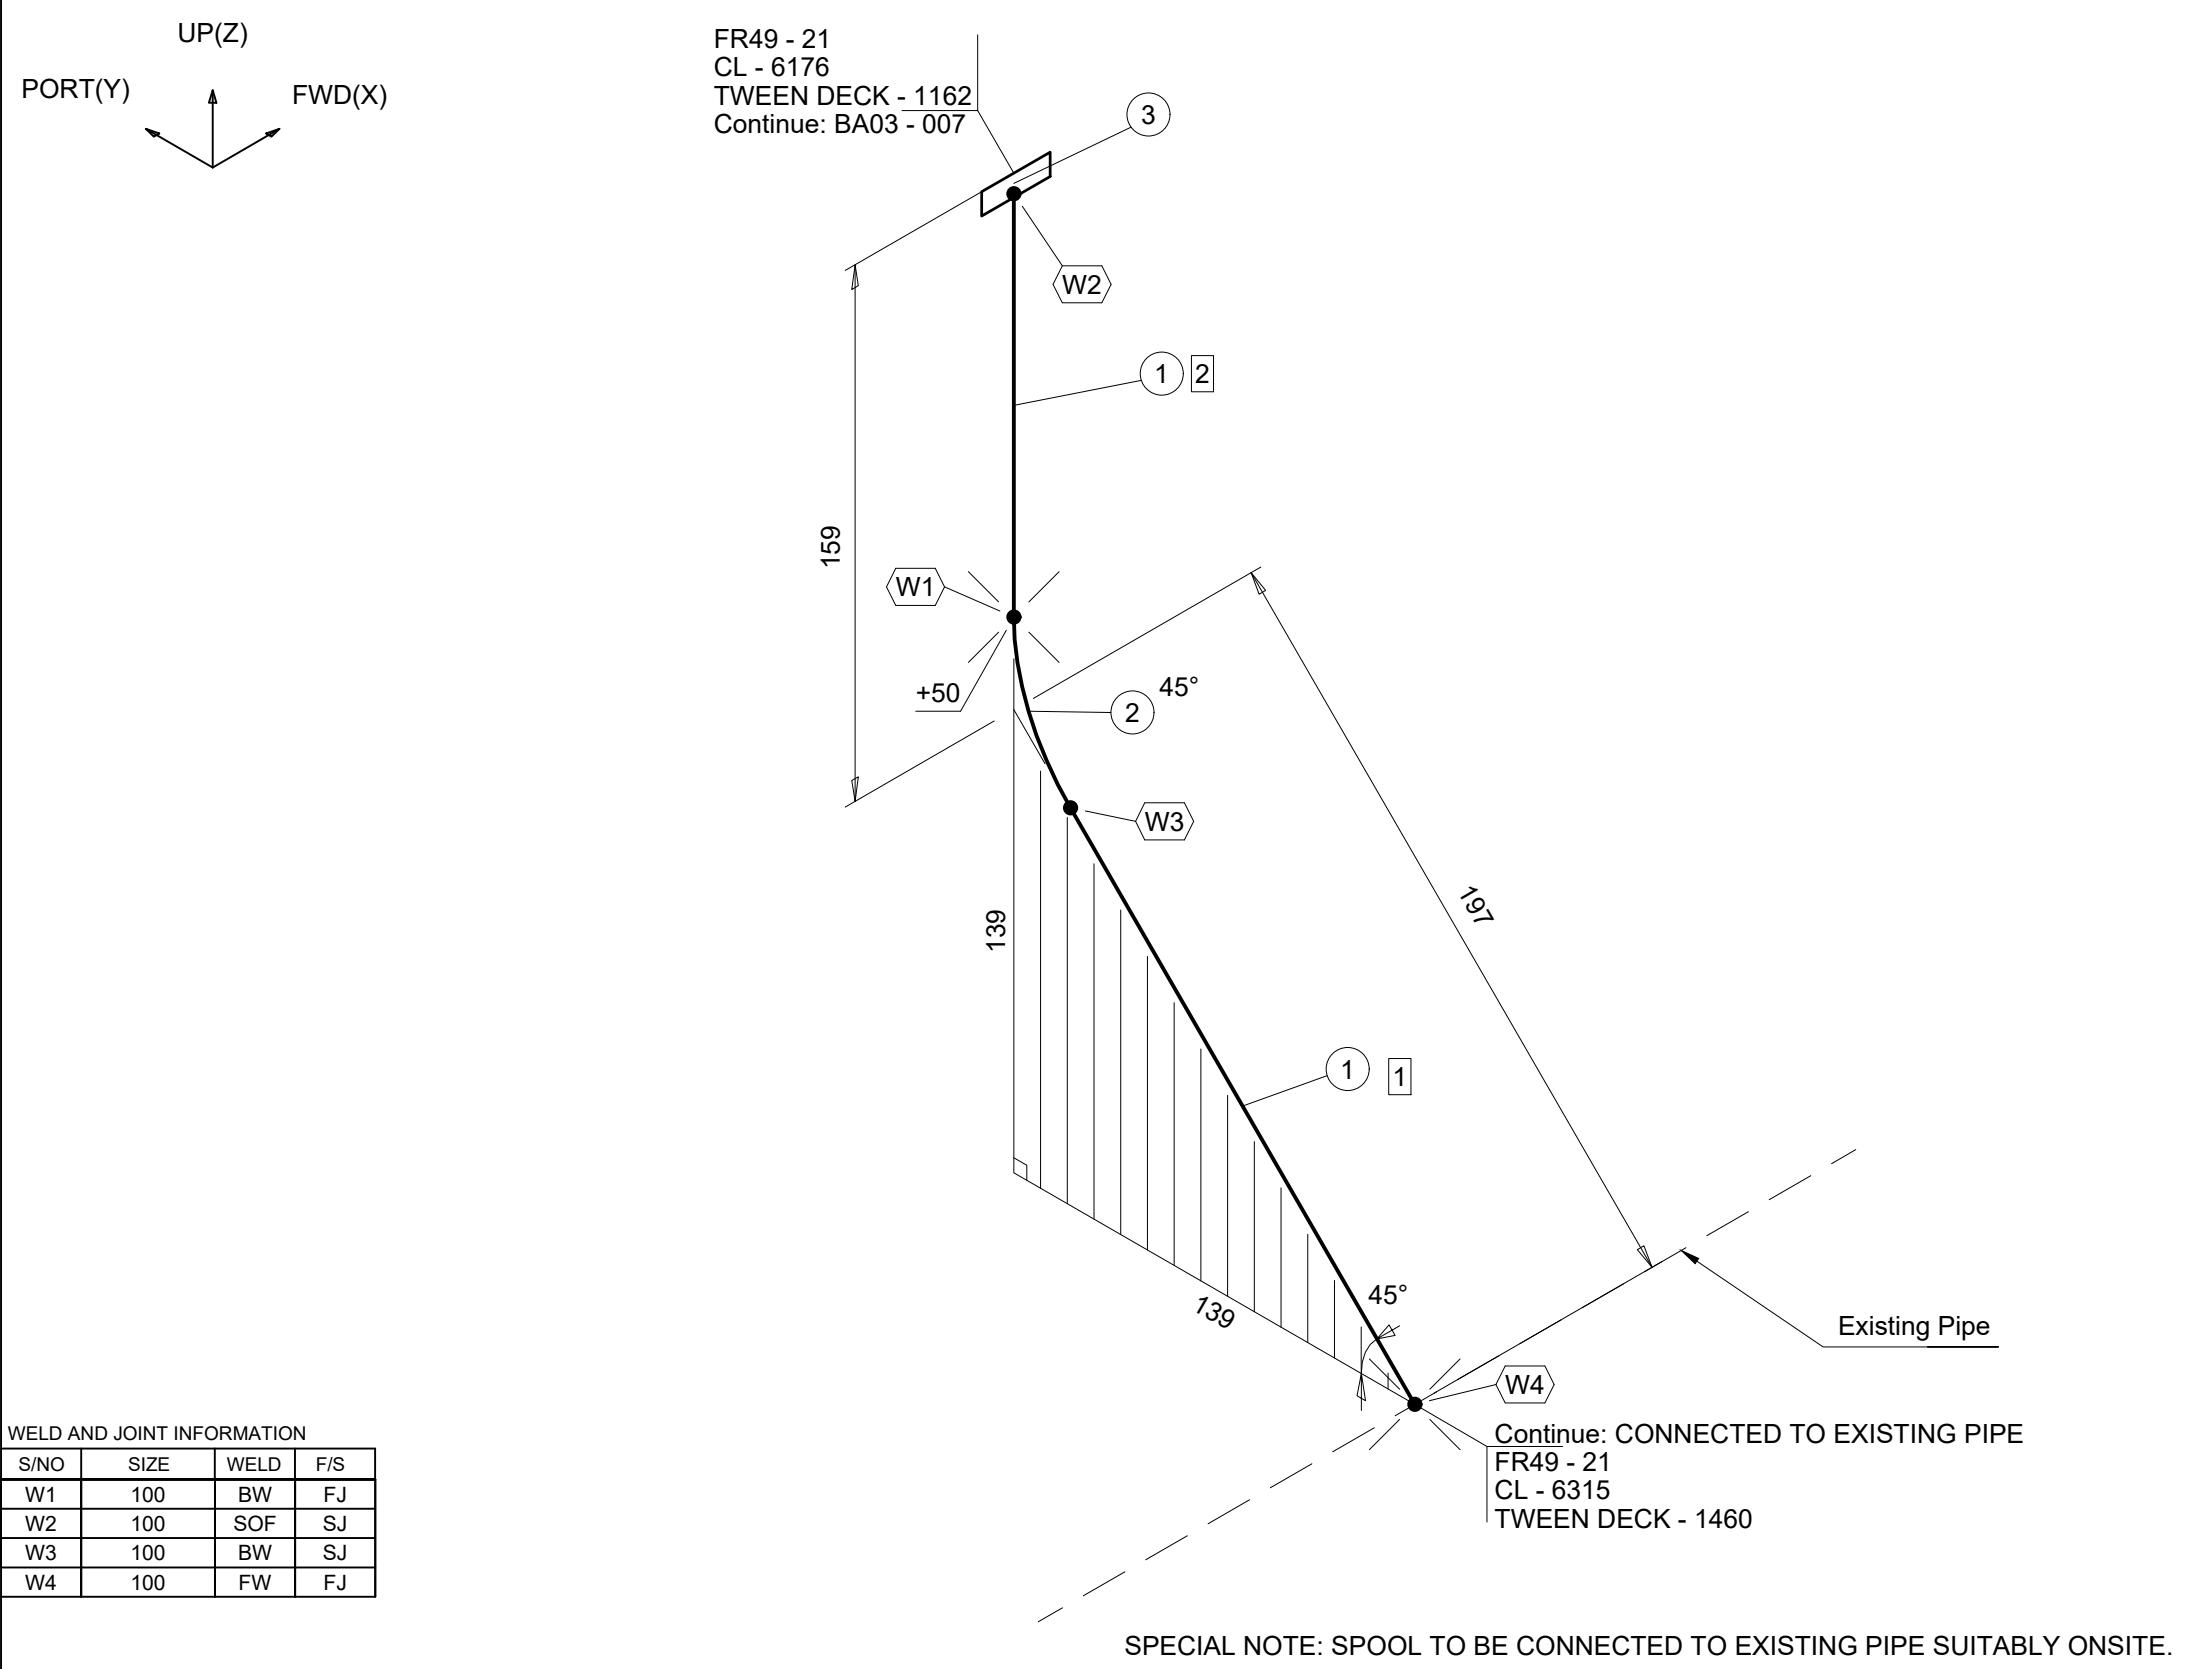 UP(Z)
PORT(Y)
FWD(X)
FR49 - 21
CL - 6176
TWEEN DECK - 1162
Continue: BA03 - 007
3
W2
1 2
159
W1
+50
2 45°
W3
139
197
1 1
139
45°
Existing Pipe
W4
Continue: CONNECTED TO EXISTING PIPE
FR49 - 21
CL - 6315
TWEEN DECK - 1460
WELD AND JOINT INFORMATION
S/NO SIZE WELD F/S
W1 100 BW FJ
W2 100 SOF SJ
W3 100 BW SJ
W4 100 FW FJ
SPECIAL NOTE: SPOOL TO BE CONNECTED TO EXISTING PIPE SUITABLY ONSITE.